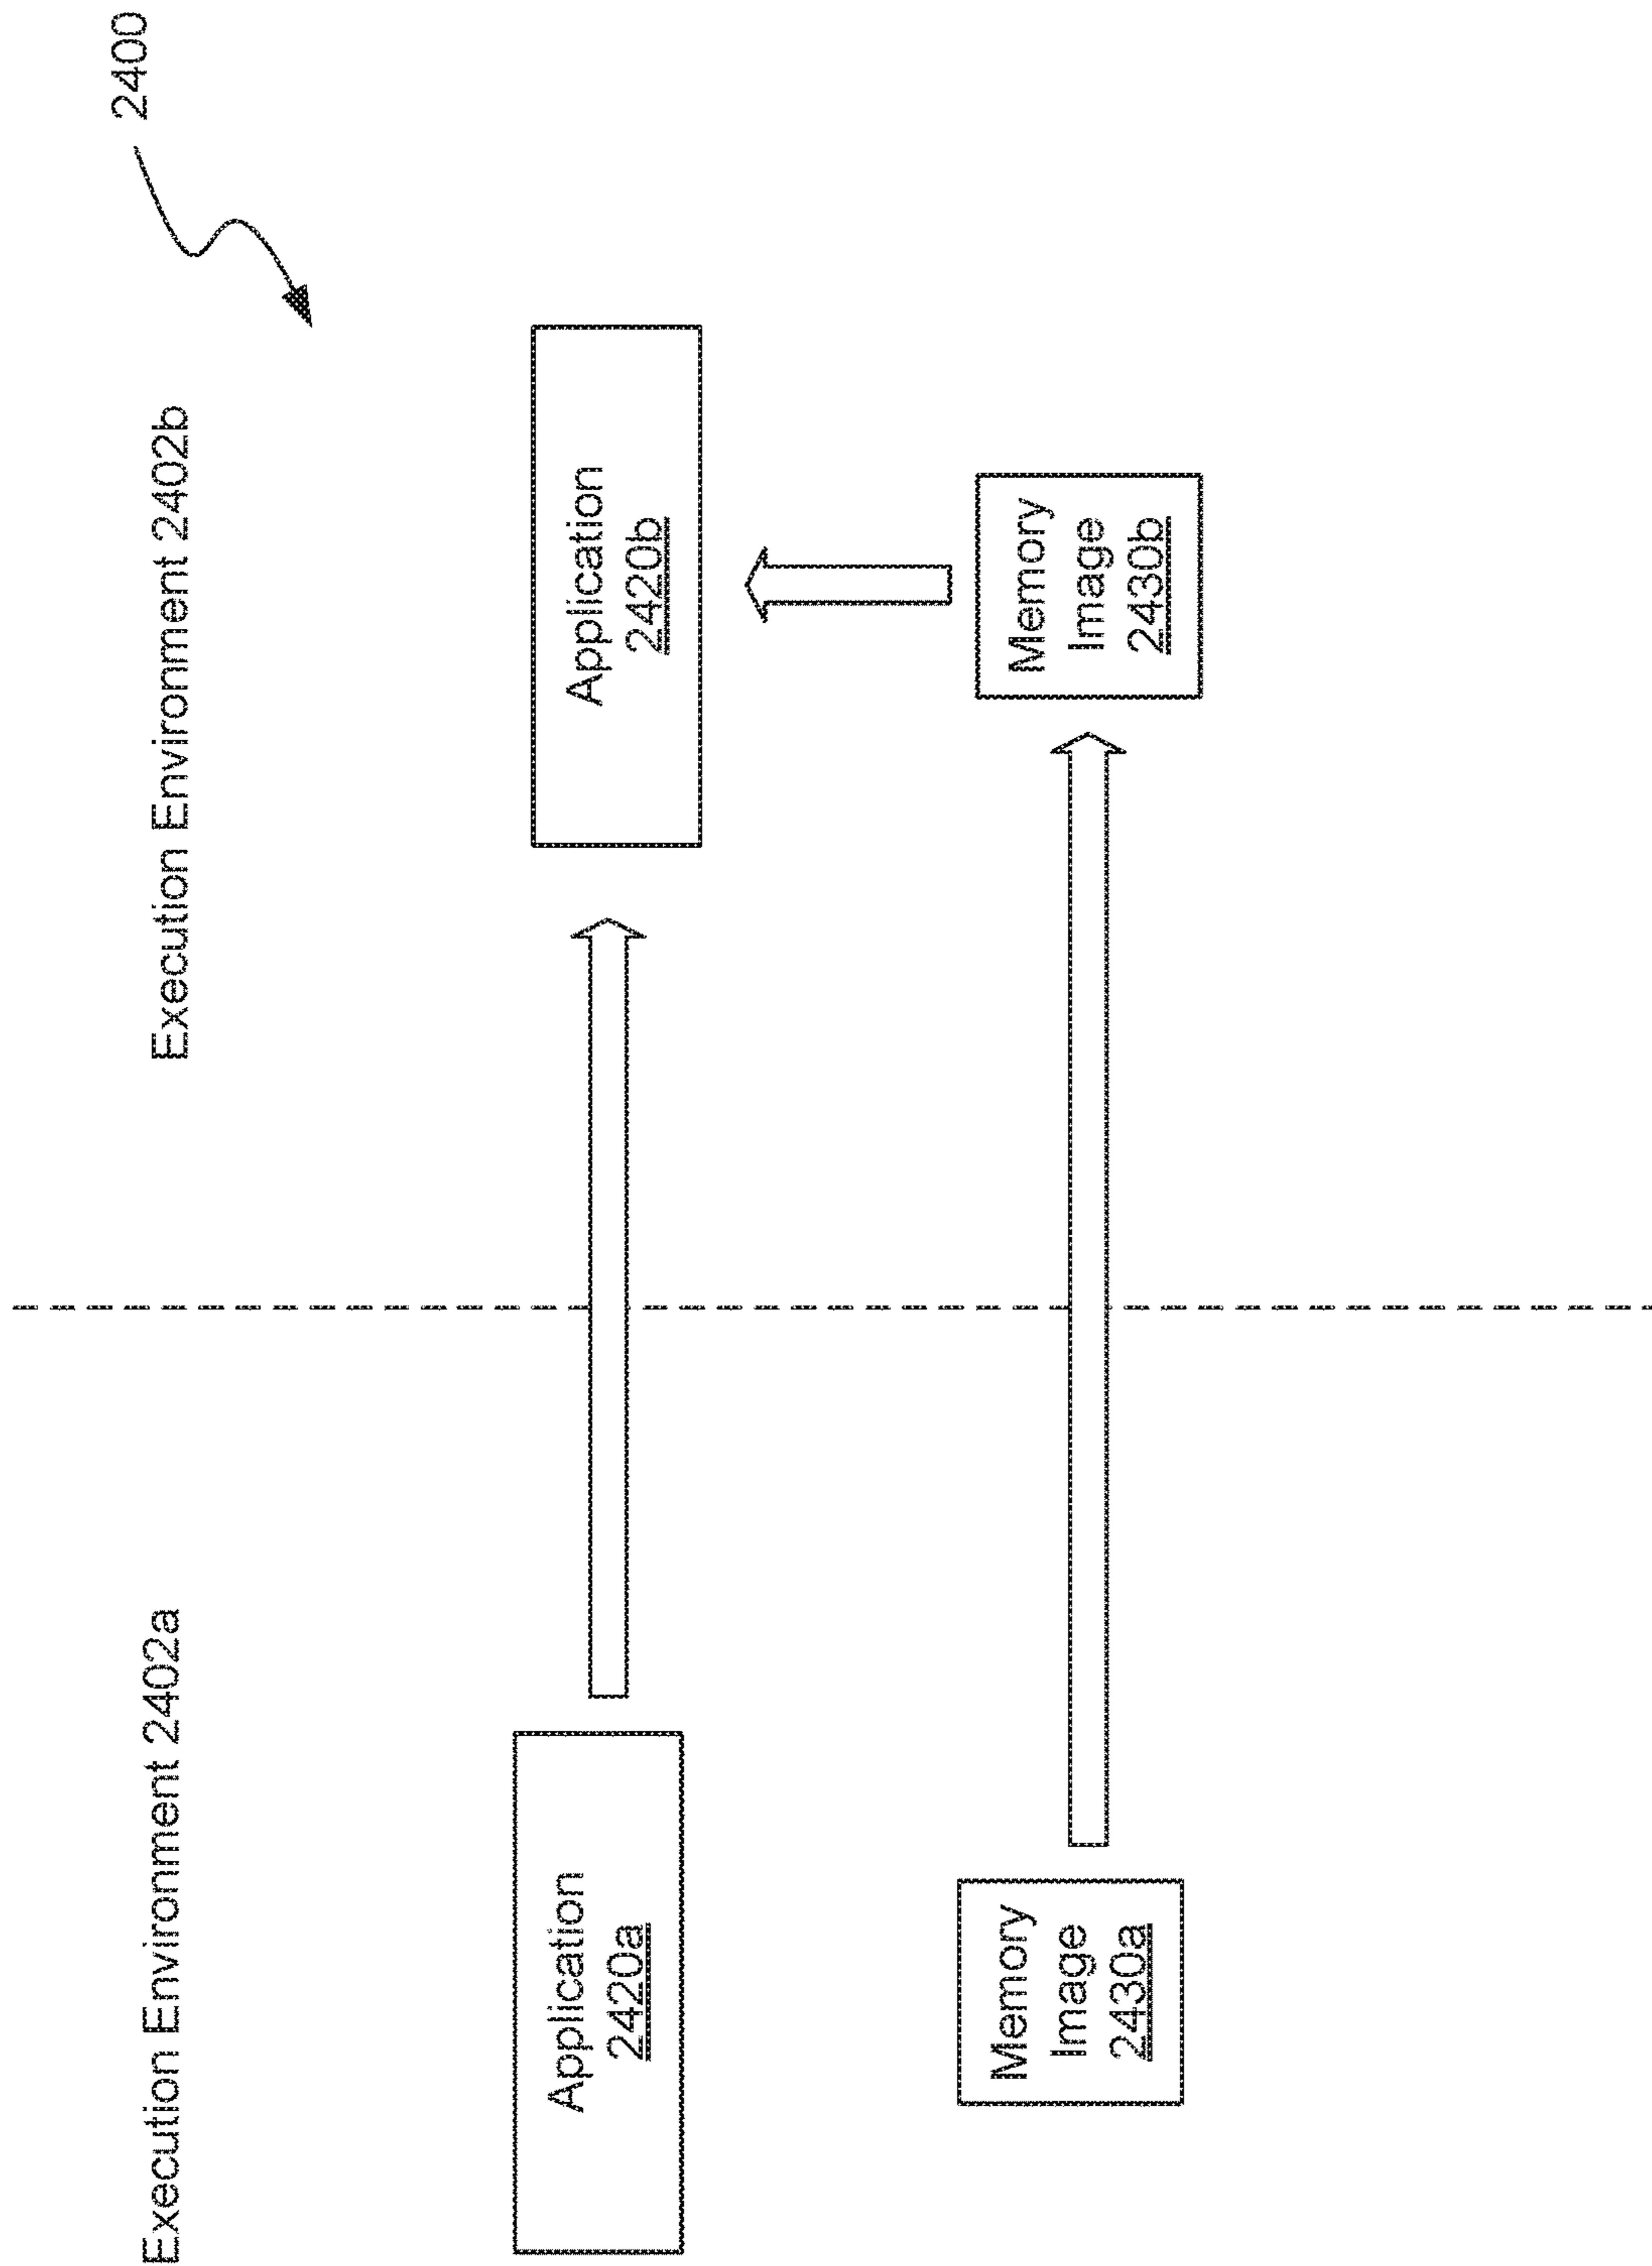 2400
Execution Environment 2402a
Execution Environment 2402b
Application
2420a
Application
2420b
Memory
Image
2430a
Memory
Image
2430b